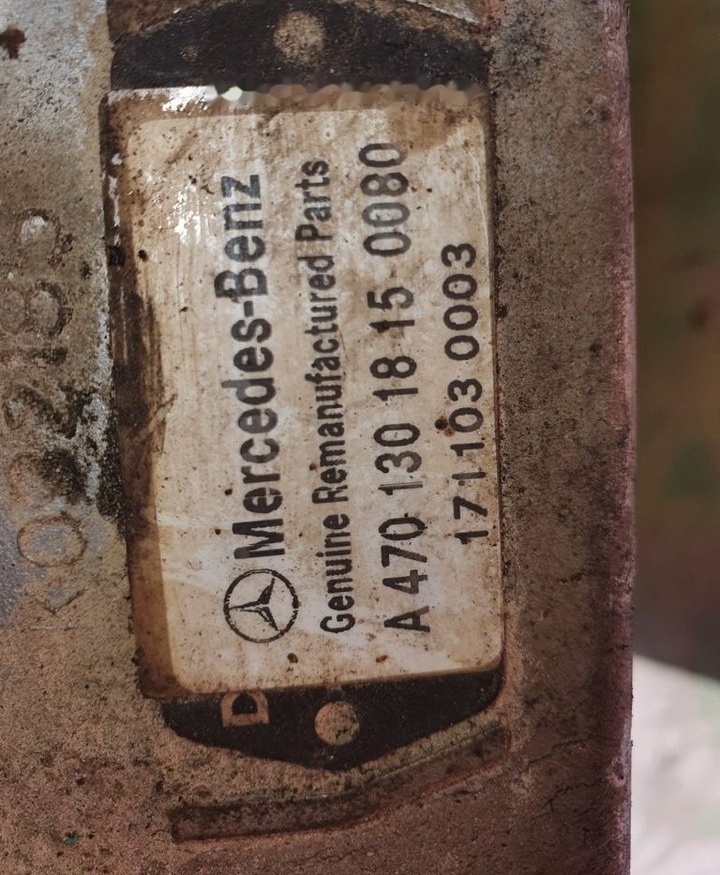 Mercedes-Benz
Genuine Remanufactured Parts
A 470 130 18 15 0080
171103 0003
D